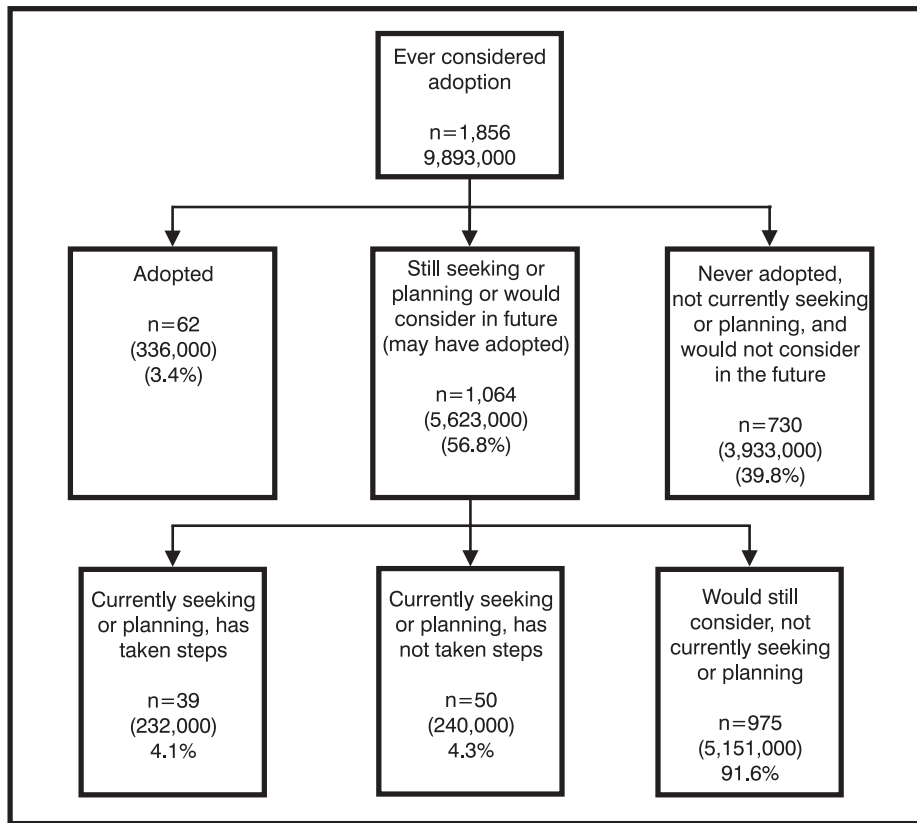 Ever considered
adoption
n=1,856
9,893,000
Adopted
n=62
(336,000)
(3.4%)
Still seeking or
planning or would
consider in future
(may have adopted)
n=1,064
(5,623,000)
(56.8%)
Never adopted,
not currently seeking
or planning, and
would not consider
in the future
n=730
(3,933,000)
(39.8%)
Currently seeking
or planning, has
taken steps
n=39
(232,000)
4.1%
Currently seeking
or planning, has
not taken steps
n=50
(240,000)
4.3%
Would still
consider, not
currently seeking
or planning
n=975
(5,151,000)
91.6%